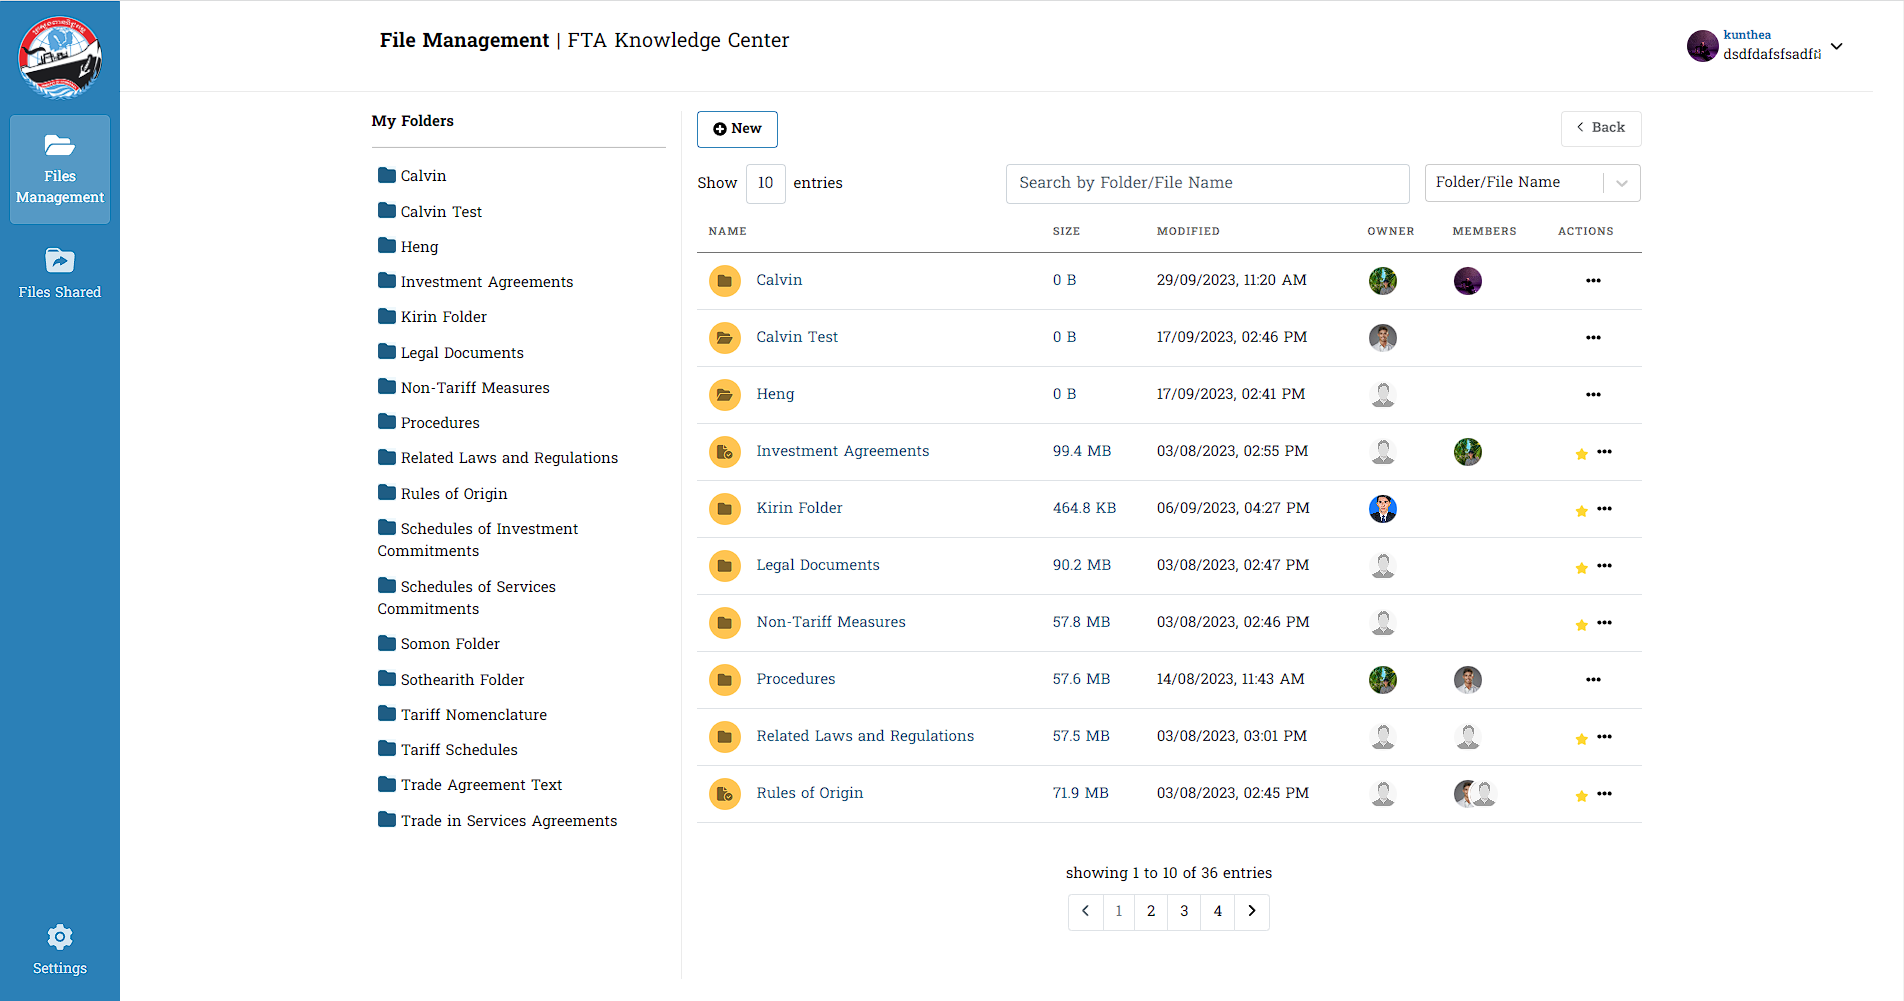 File Management | FTA Knowledge Center
kunthea
Files
Management
Files Shared
Settings
My Folders
Calvin
Calvin Test
Heng
Investment Agreements
Kirin Folder
Legal Documents
Non-Tariff Measures
Procedures
Related Laws and Regulations
Rules of Origin
Schedules of Investment
Commitments
Schedules of Services
Commitments
Somon Folder
Sothearith Folder
Tariff Nomenclature
Tariff Schedules
Trade Agreement Text
Trade in Services Agreements
New
Back
Show 10 entries
Search by Folder/File Name
Folder/File Name
NAME SIZE MODIFIED OWNER MEMBERS ACTIONS
Calvin 0 B 29/09/2023, 11:20 AM
Calvin Test 0 B 17/09/2023, 02:46 PM
Heng 0 B 17/09/2023, 02:41 PM
Investment Agreements 99.4 MB 03/08/2023, 02:55 PM
Kirin Folder 464.8 KB 06/09/2023, 04:27 PM
Legal Documents 90.2 MB 03/08/2023, 02:47 PM
Non-Tariff Measures 57.8 MB 03/08/2023, 02:46 PM
Procedures 57.6 MB 14/08/2023, 11:43 AM
Related Laws and Regulations 57.5 MB 03/08/2023, 03:01 PM
Rules of Origin 71.9 MB 03/08/2023, 02:45 PM
showing 1 to 10 of 36 entries
1 2 3 4